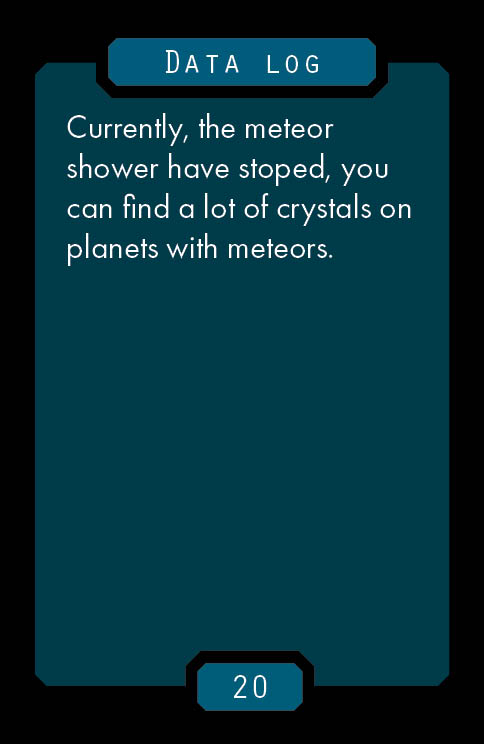 DATA LOG
Currently, the meteor
shower have stoped, you
can find a lot of crystals on
planets with meteors.
20